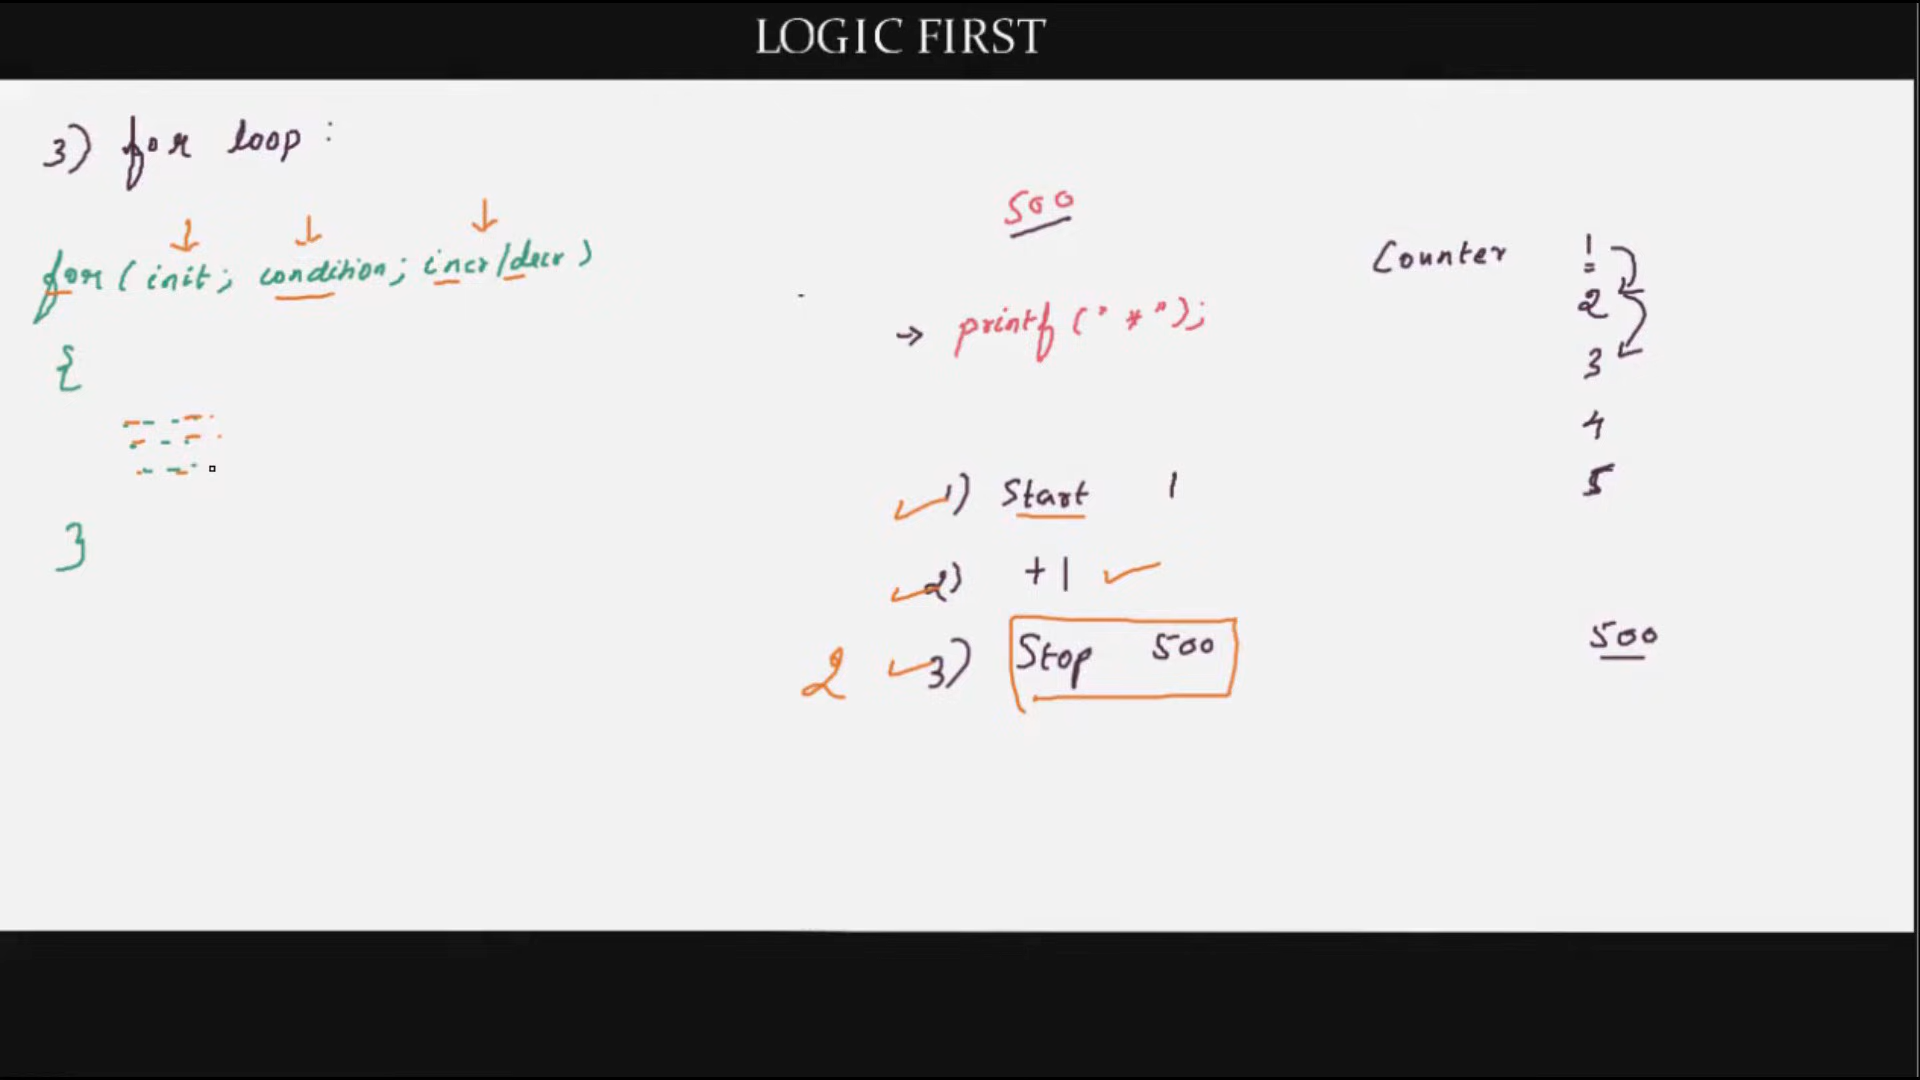 LOGIC FIRST
3) for loop :
for ( init; condition; incr/decr )
{
}
500
→ printf (" * ");
1) Start 1
2) +1
2 3) Stop 500
Counter 1
2
3
4
5
500